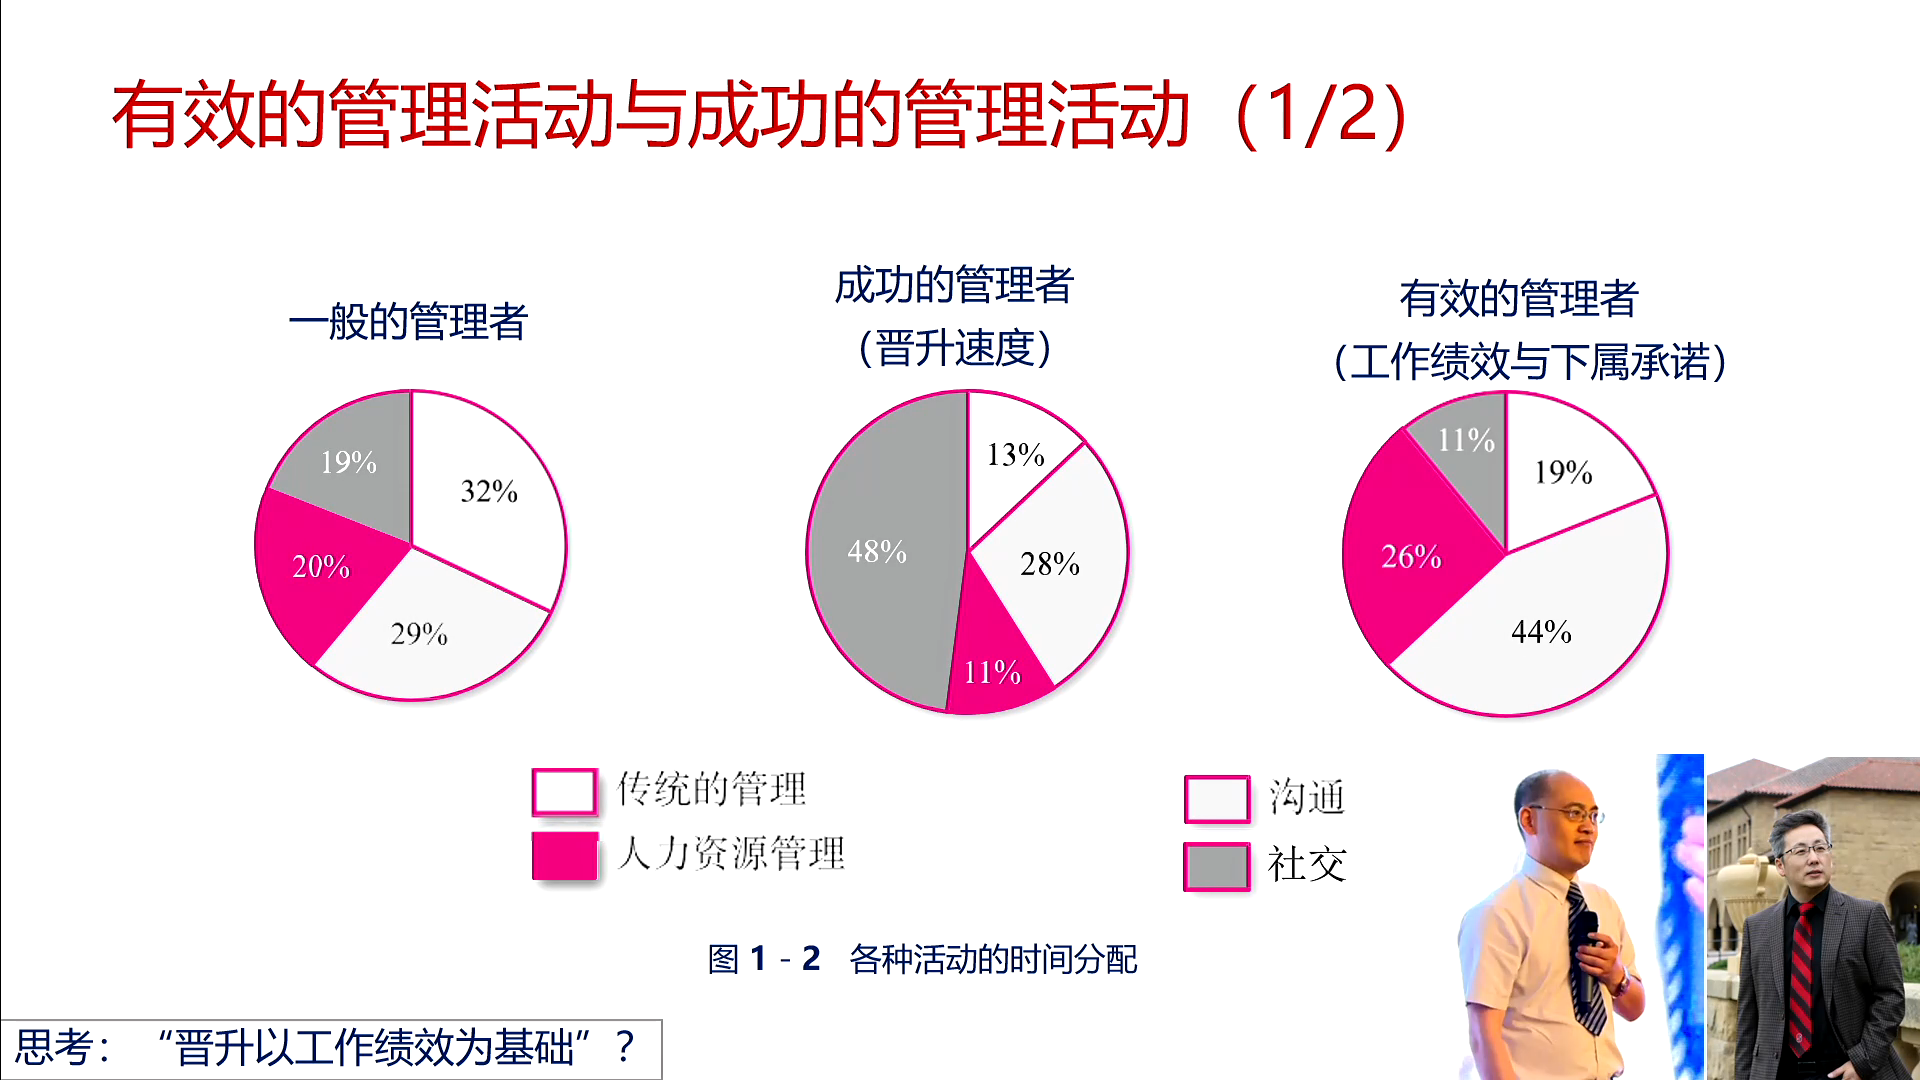 有效的管理活动与成功的管理活动（1/2）
一般的管理者
成功的管理者
（晋升速度）
有效的管理者
（工作绩效与下属承诺）
19%
32%
20%
29%
13%
48%
28%
11%
11%
19%
26%
44%
传统的管理
人力资源管理
沟通
社交
图 1 - 2 各种活动的时间分配
思考：“晋升以工作绩效为基础”？